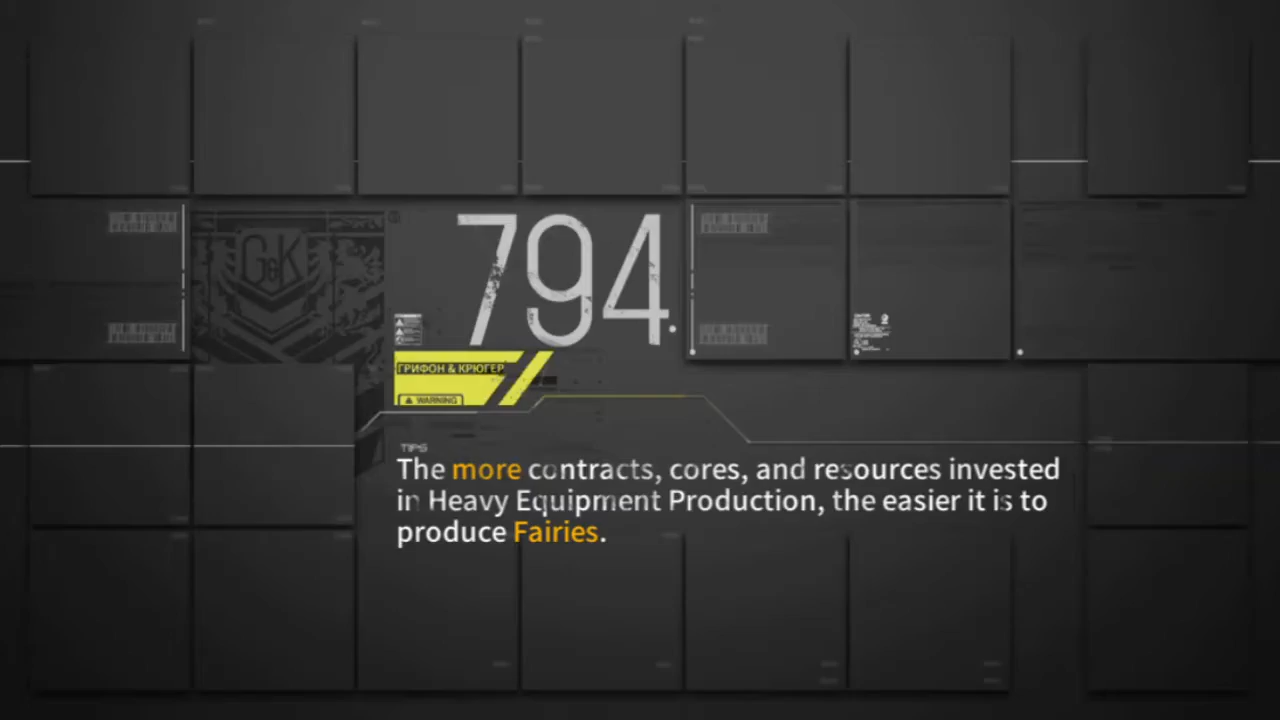 G&K
794.
ГРИФОН & КРЮГЕР
WARNING
TIPS
The more contracts, cores, and resources invested
in Heavy Equipment Production, the easier it is to
produce Fairies.